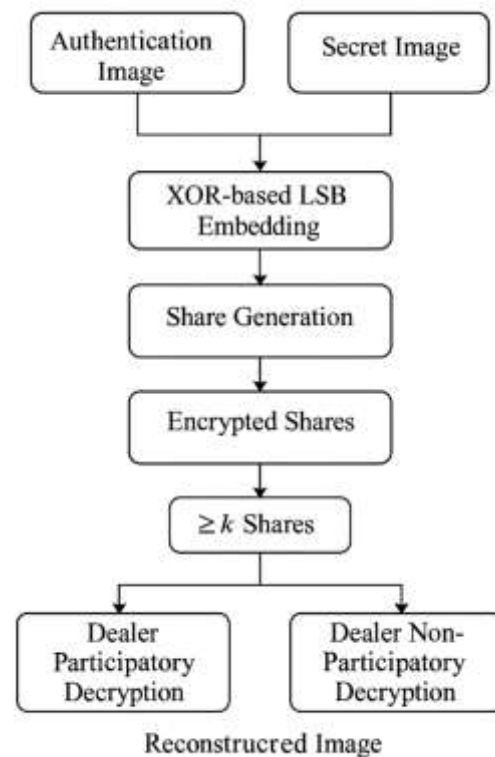 Authentication
Image
Secret Image
XOR-based LSB
Embedding
Share Generation
Encrypted Shares
≥ k Shares
Dealer
Participatory
Decryption
Dealer Non-
Participatory
Decryption
Reconstrucred Image